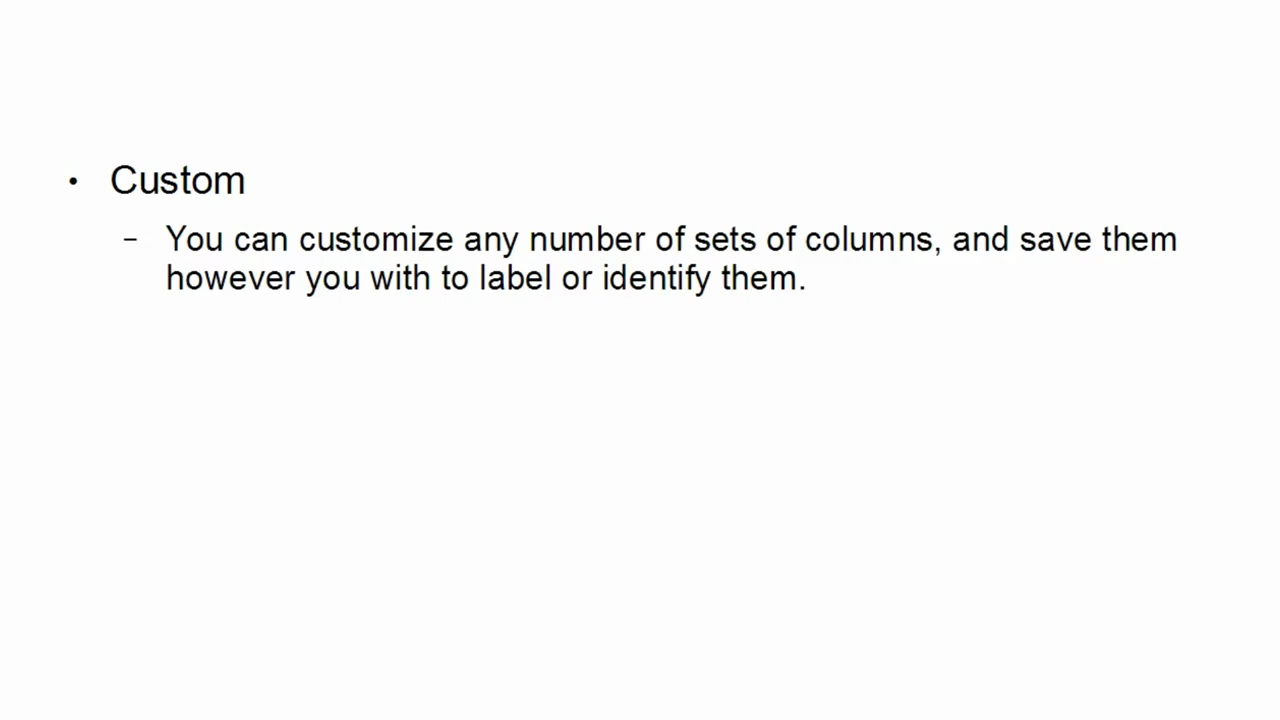 • Custom
– You can customize any number of sets of columns, and save them
however you with to label or identify them.